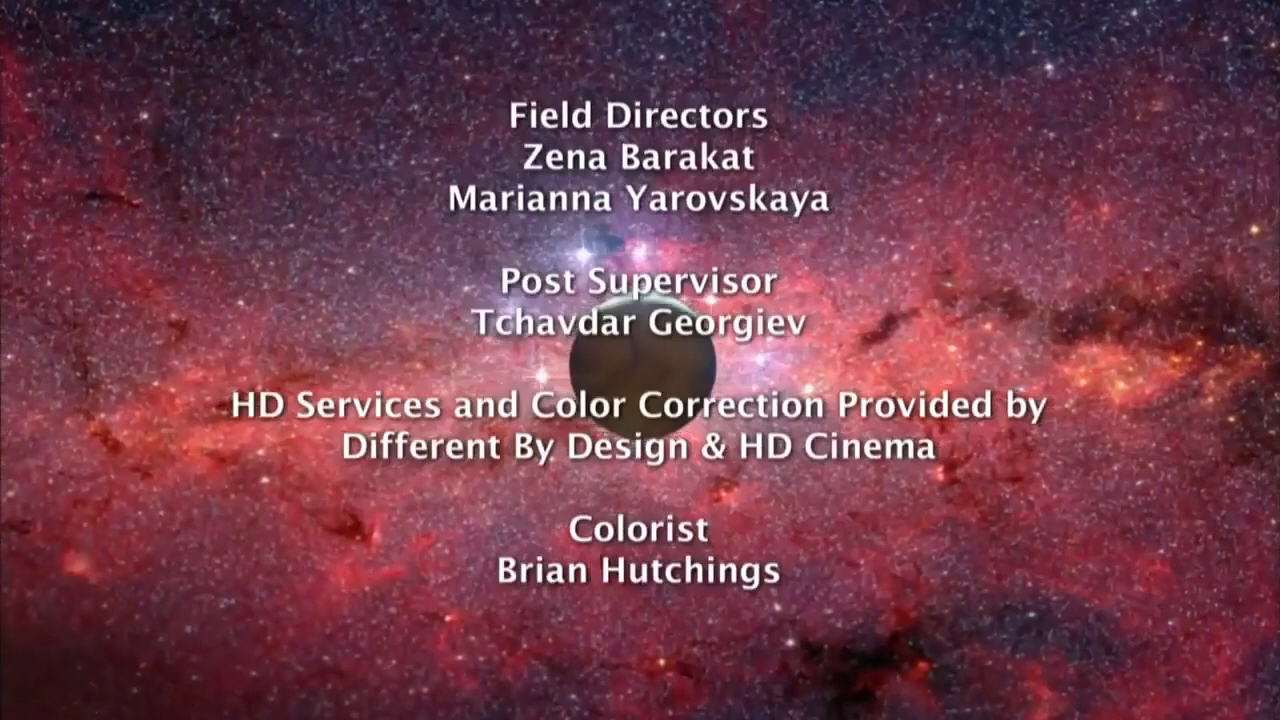 Field Directors
Zena Barakat
Marianna Yarovskaya
Post Supervisor
Tchavdar Georgiev
HD Services and Color Correction Provided by
Different By Design & HD Cinema
Colorist
Brian Hutchings